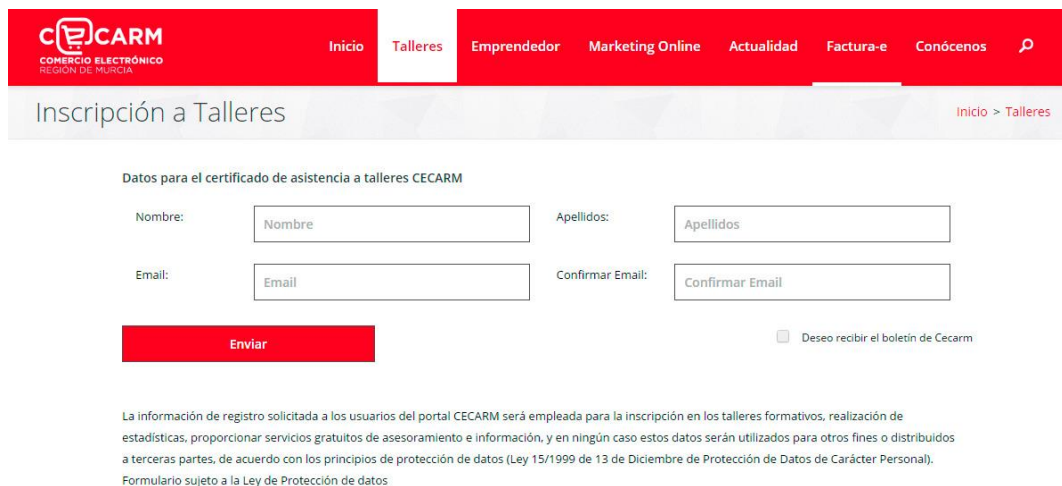 CECARM
COMERCIO ELECTRÓNICO
REGIÓN DE MURCIA
Inicio Talleres Emprendedor Marketing Online Actualidad Factura-e Conócenos
Inscripción a Talleres
Inicio > Talleres
Datos para el certificado de asistencia a talleres CECARM
Nombre: Nombre Apellidos: Apellidos
Email: Email Confirmar Email: Confirmar Email
Enviar Deseo recibir el boletín de Cecarm
La información de registro solicitada a los usuarios del portal CECARM será empleada para la inscripción en los talleres formativos, realización de
estadísticas, proporcionar servicios gratuitos de asesoramiento e información, y en ningún caso estos datos serán utilizados para otros fines o distribuidos
a terceras partes, de acuerdo con los principios de protección de datos (Ley 15/1999 de 13 de Diciembre de Protección de Datos de Carácter Personal).
Formulario sujeto a la Ley de Protección de datos